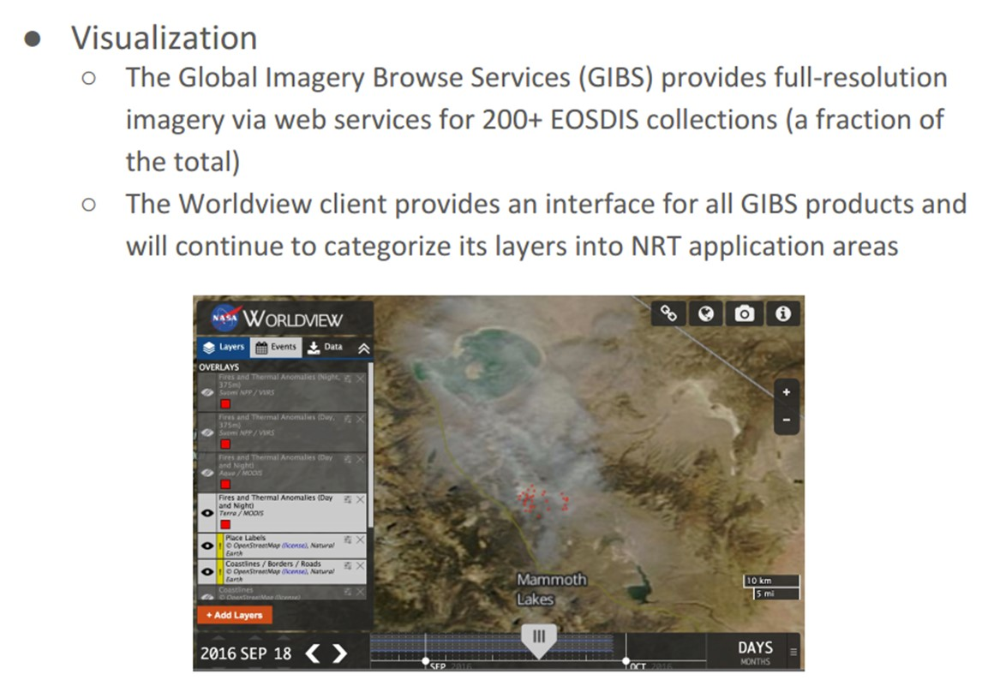 ● Visualization
○ The Global Imagery Browse Services (GIBS) provides full-resolution
imagery via web services for 200+ EOSDIS collections (a fraction of
the total)
○ The Worldview client provides an interface for all GIBS products and
will continue to categorize its layers into NRT application areas
NASA WORLDVIEW
Layers Events Data
OVERLAYS
Fires and Thermal Anomalies (Night,
375m)
Suomi NPP / VIIRS
Fires and Thermal Anomalies (Day,
375m)
Suomi NPP / VIIRS
Fires and Thermal Anomalies (Day
and Night)
Aqua / MODIS
Fires and Thermal Anomalies (Day
and Night)
Terra / MODIS
Place Labels
© OpenStreetMap (license), Natural
Earth
Coastlines / Borders / Roads
© OpenStreetMap (license), Natural
Earth
Coastlines
© OpenStreetMap (license)
+ Add Layers
Mammoth
Lakes
+
−
10 km
5 mi
2016 SEP 18
SEP 2016
OCT 2016
DAYS
MONTHS